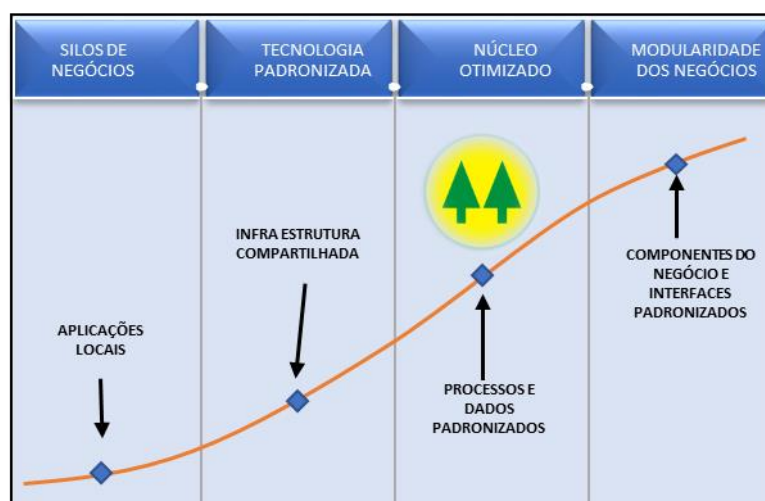 SILOS DE
NEGÓCIOS
TECNOLOGIA
PADRONIZADA
NÚCLEO
OTIMIZADO
MODULARIDADE
DOS NEGÓCIOS
APLICAÇÕES
LOCAIS
INFRA ESTRUTURA
COMPARTILHADA
PROCESSOS E
DADOS
PADRONIZADOS
COMPONENTES DO
NEGÓCIO E
INTERFACES
PADRONIZADOS